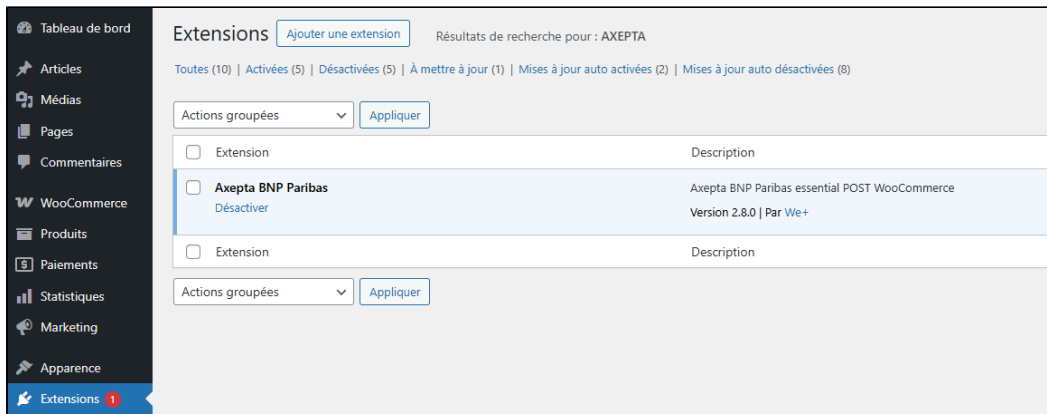 Tableau de bord
Articles
Médias
Pages
Commentaires
WooCommerce
Produits
Paiements
Statistiques
Marketing
Apparence
Extensions 1
Extensions Ajouter une extension Résultats de recherche pour : AXEPTA
Toutes (10) | Activées (5) | Désactivées (5) | À mettre à jour (1) | Mises à jour auto activées (2) | Mises à jour auto désactivées (8)
Actions groupées Appliquer
Extension Description
Axepta BNP Paribas Axepta BNP Paribas essential POST WooCommerce
Désactiver Version 2.8.0 | Par We+
Extension Description
Actions groupées Appliquer